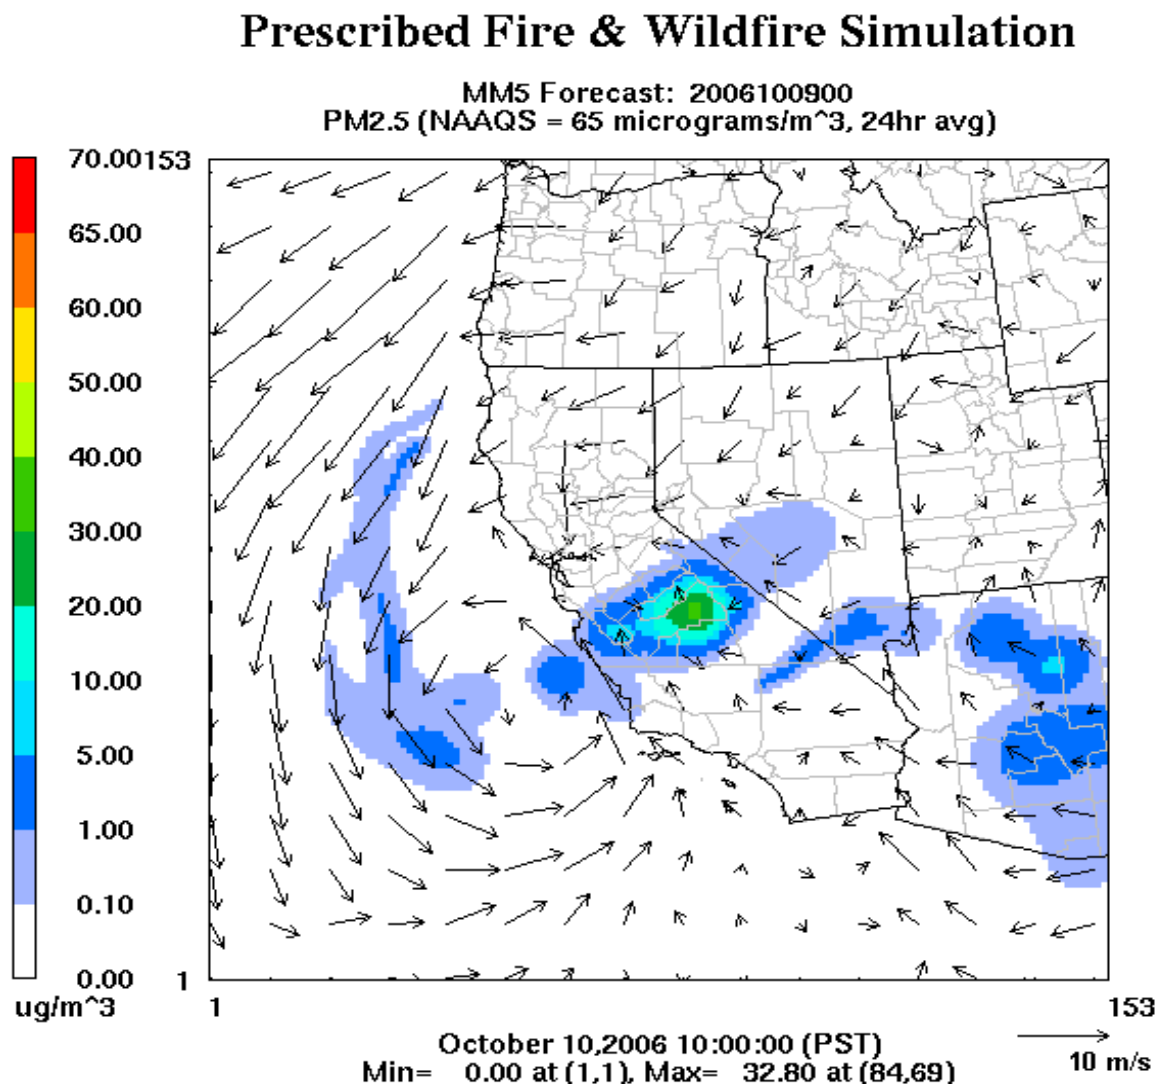 Prescribed Fire & Wildfire Simulation
MM5 Forecast: 2006100900
PM2.5 (NAAQS = 65 micrograms/m^3, 24hr avg)
70.00
65.00
60.00
50.00
40.00
30.00
20.00
10.00
5.00
1.00
0.10
0.00
ug/m^3
153
1
1
153
October 10,2006 10:00:00 (PST)
Min= 0.00 at (1,1), Max= 32.80 at (84,69)
10 m/s